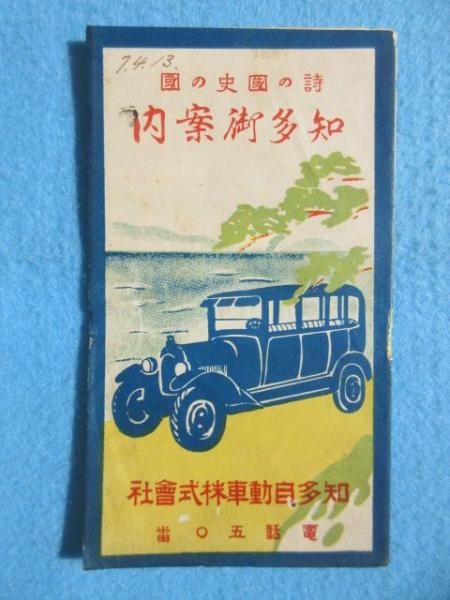 7.4.13.
詩の國史の國
知多御案内
知多自動車株式會社
電話五〇番